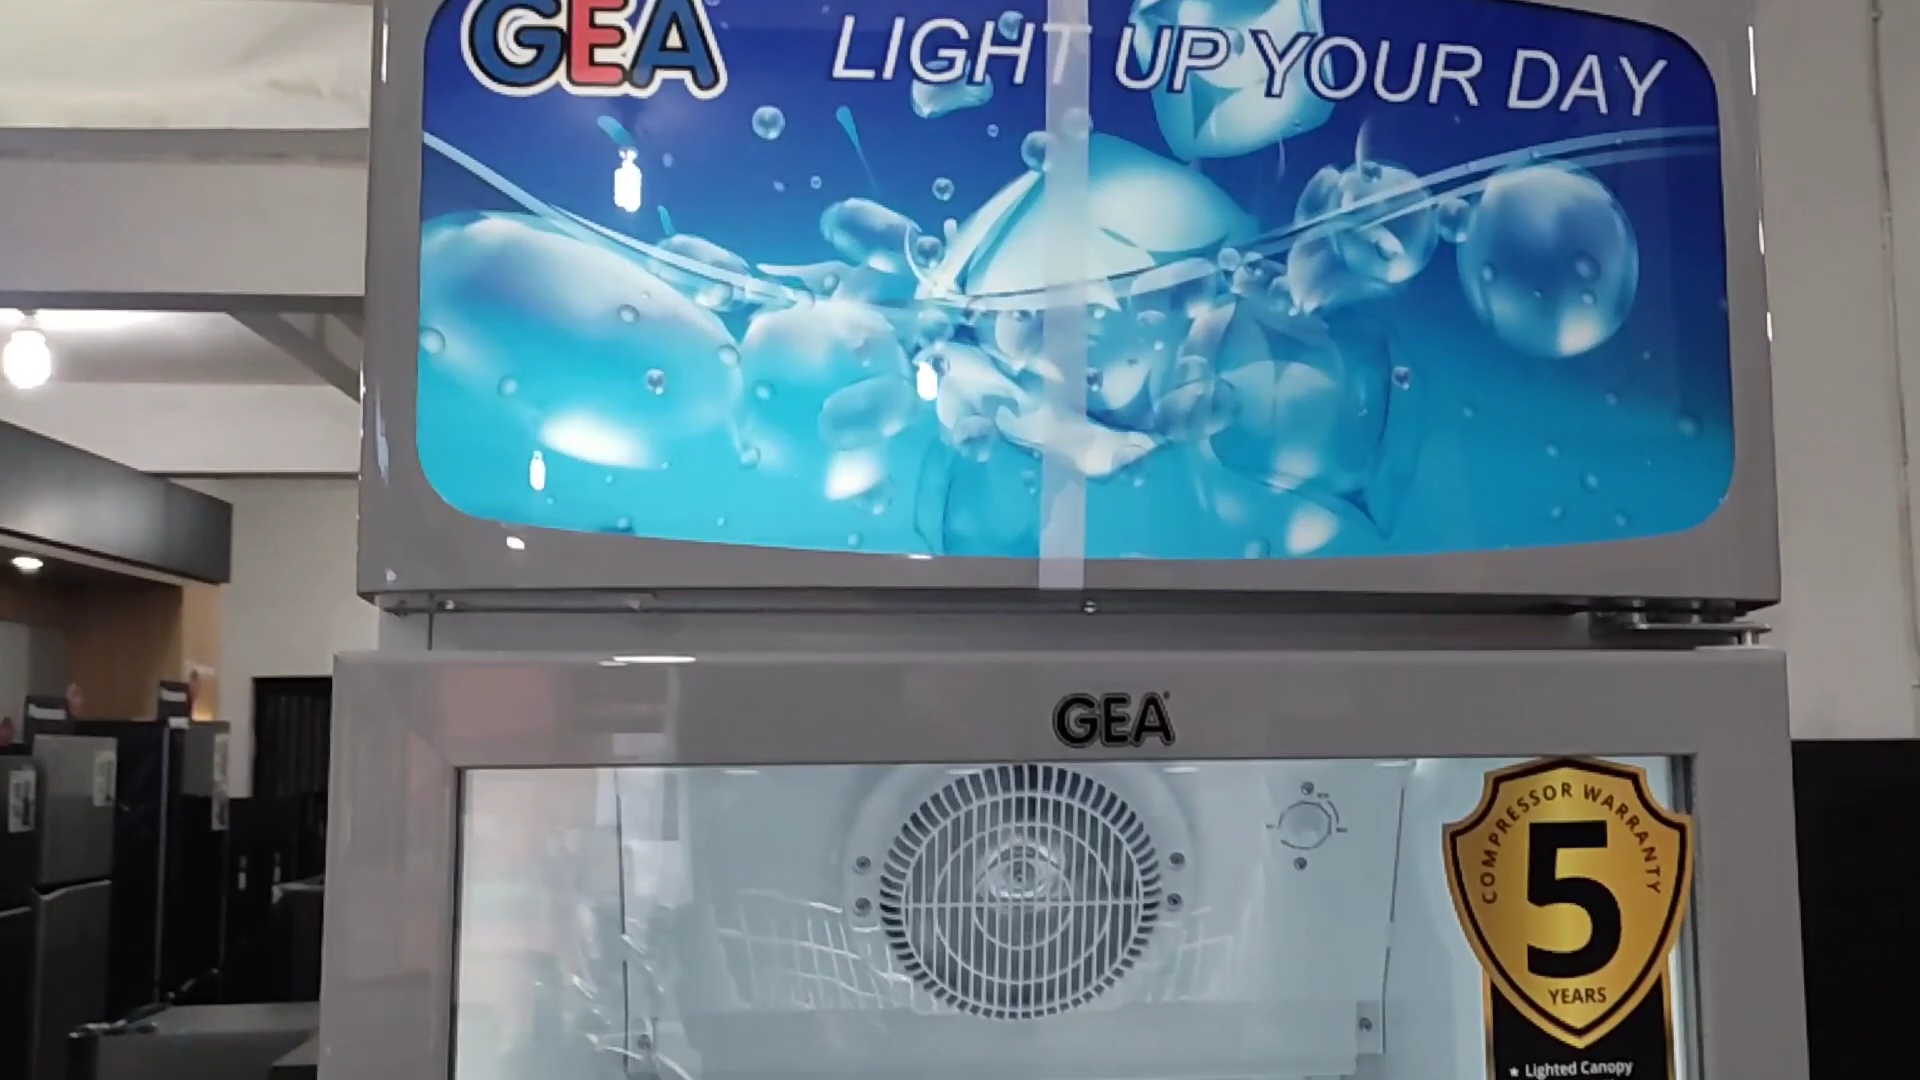 GEA
LIGHT UP YOUR DAY
GEA
COMPRESSOR WARRANTY
5
YEARS
★ Lighted Canopy